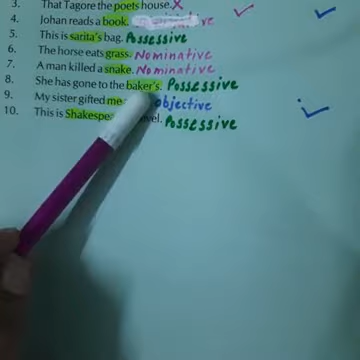 3. That Tagore the poets house. X
4. Johan reads a book.
5. This is sarita's bag. Possessive
6. The horse eats grass. Nominative
7. A man killed a snake. Nominative
8. She has gone to the baker's. Possessive
9. My sister gifted me objective
10. This is Possessive